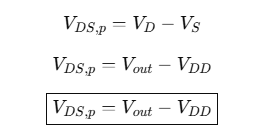 V_{DS,p} = V_D − V_S
V_{DS,p} = V_{out} − V_{DD}
V_{DS,p} = V_{out} − V_{DD}